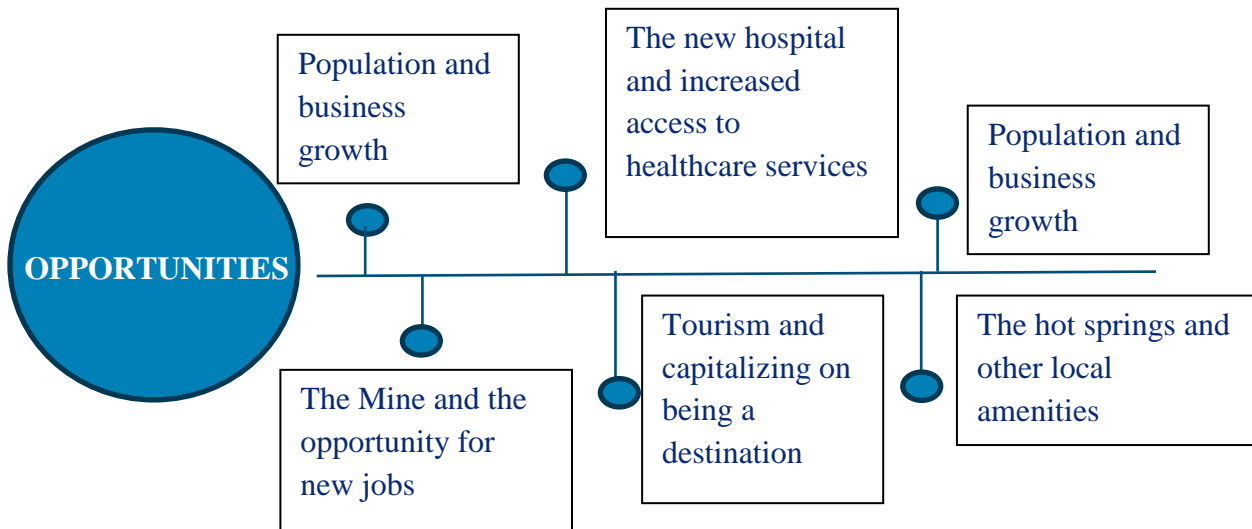 OPPORTUNITIES
Population and
business
growth
The new hospital
and increased
access to
healthcare services
Population and
business
growth
The Mine and the
opportunity for
new jobs
Tourism and
capitalizing on
being a
destination
The hot springs and
other local
amenities